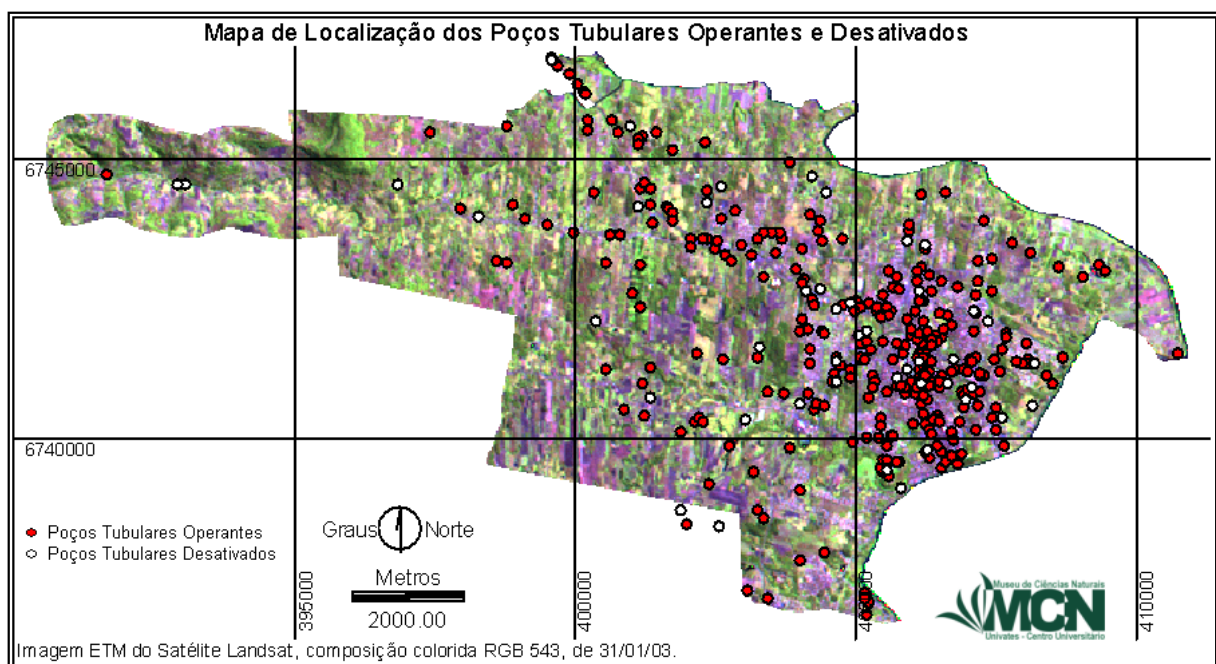 Mapa de Localização dos Poços Tubulares Operantes e Desativados
6745000
6740000
Poços Tubulares Operantes
Poços Tubulares Desativados
Graus
Norte
Metros
2000.00
395000
400000
410000
Museu de Ciências Naturais
MCN
Univates - Centro Universitário
Imagem ETM do Satélite Landsat, composição colorida RGB 543, de 31/01/03.